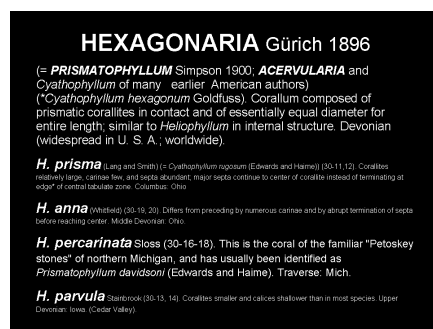 HEXAGONARIA Gürich 1896
(= PRISMATOPHYLLUM Simpson 1900; ACERVULARIA and
Cyathophyllum of many earlier American authors)
(*Cyathophyllum hexagonum Goldfuss). Corallum composed of
prismatic corallites in contact and of essentially equal diameter for
entire length; similar to Heliophyllum in internal structure. Devonian
(widespread in U. S. A.; worldwide).
H. prisma (Lang and Smith) (= Cyathophyllum rugosum (Edwards and Haime)) (30-11,12). Corallites
relatively large, carinae few, and septa abundant; major septa continue to center of corallite instead of terminating at
edge* of central tabulate zone. Columbus: Ohio
H. anna (Whitfield) (30-19, 20). Differs from preceding by numerous carinae and by abrupt termination of septa
before reaching center. Middle Devonian: Ohio.
H. percarinata Sloss (30-16-18). This is the coral of the familiar "Petoskey
stones" of northern Michigan, and has usually been identified as
Prismatophyllum davidsoni (Edwards and Haime). Traverse: Mich.
H. parvula Stainbrook (30-13, 14). Corallites smaller and calices shallower than in most species. Upper
Devonian: Iowa. (Cedar Valley).